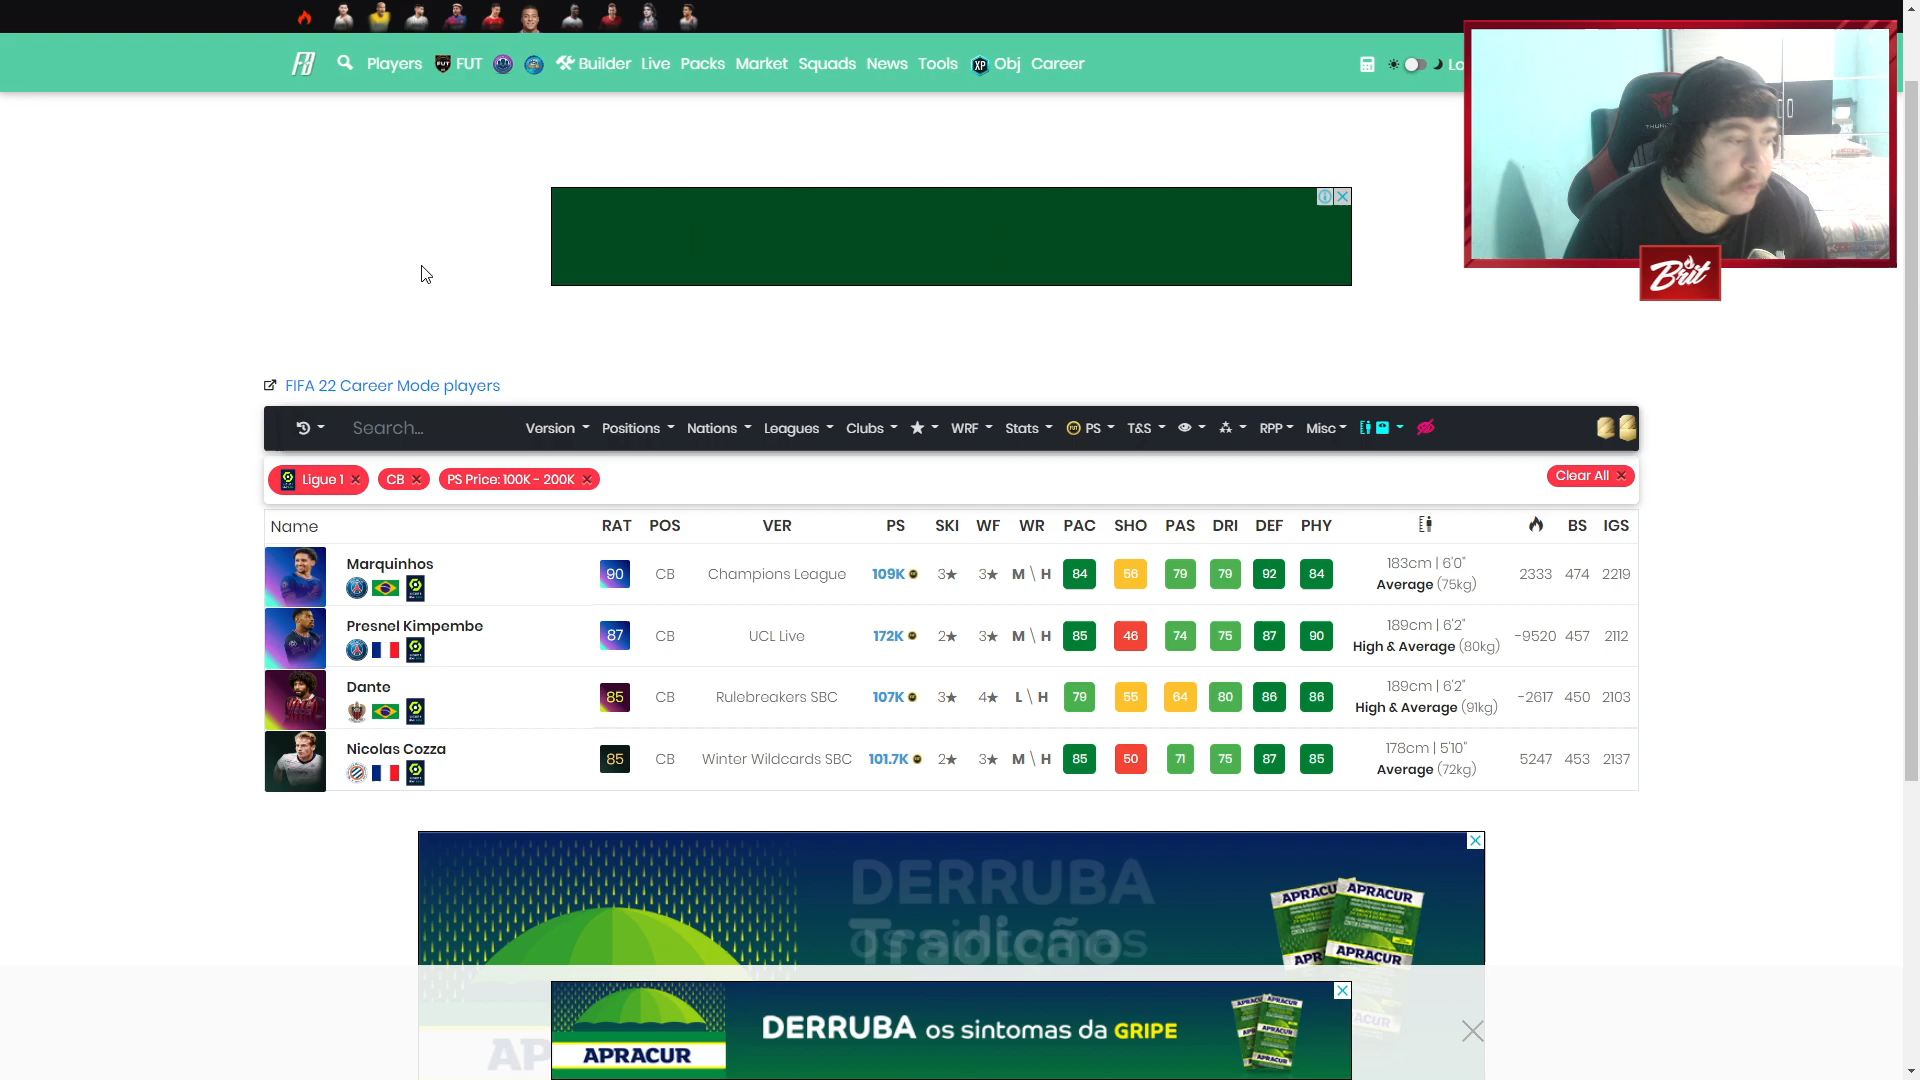 FB Players FUT Builder Live Packs Market Squads News Tools XP Obj Career Lo
THUN
Brit
FIFA 22 Career Mode players
Search... Version Positions Nations Leagues Clubs WRF Stats PS T&S RPP Misc
Ligue 1 × CB × PS Price: 100K - 200K × Clear All ×
Name RAT POS VER PS SKI WF WR PAC SHO PAS DRI DEF PHY BS IGS
Marquinhos 90 CB Champions League 109K 3★ 3★ M \ H 84 56 79 79 92 84 183cm | 6'0" Average (75kg) 2333 474 2219
Presnel Kimpembe 87 CB UCL Live 172K 2★ 3★ M \ H 85 46 74 75 87 90 189cm | 6'2" High & Average (80kg) -9520 457 2112
Dante 85 CB Rulebreakers SBC 107K 3★ 4★ L \ H 79 55 64 80 86 86 189cm | 6'2" High & Average (91kg) -2617 450 2103
Nicolas Cozza 85 CB Winter Wildcards SBC 101.7K 2★ 3★ M \ H 85 50 71 75 87 85 178cm | 5'10" Average (72kg) 5247 453 2137
DERRUBA
Tradição
APRACUR APRACUR
APRACUR
DERRUBA os sintomas da GRIPE
APRACUR